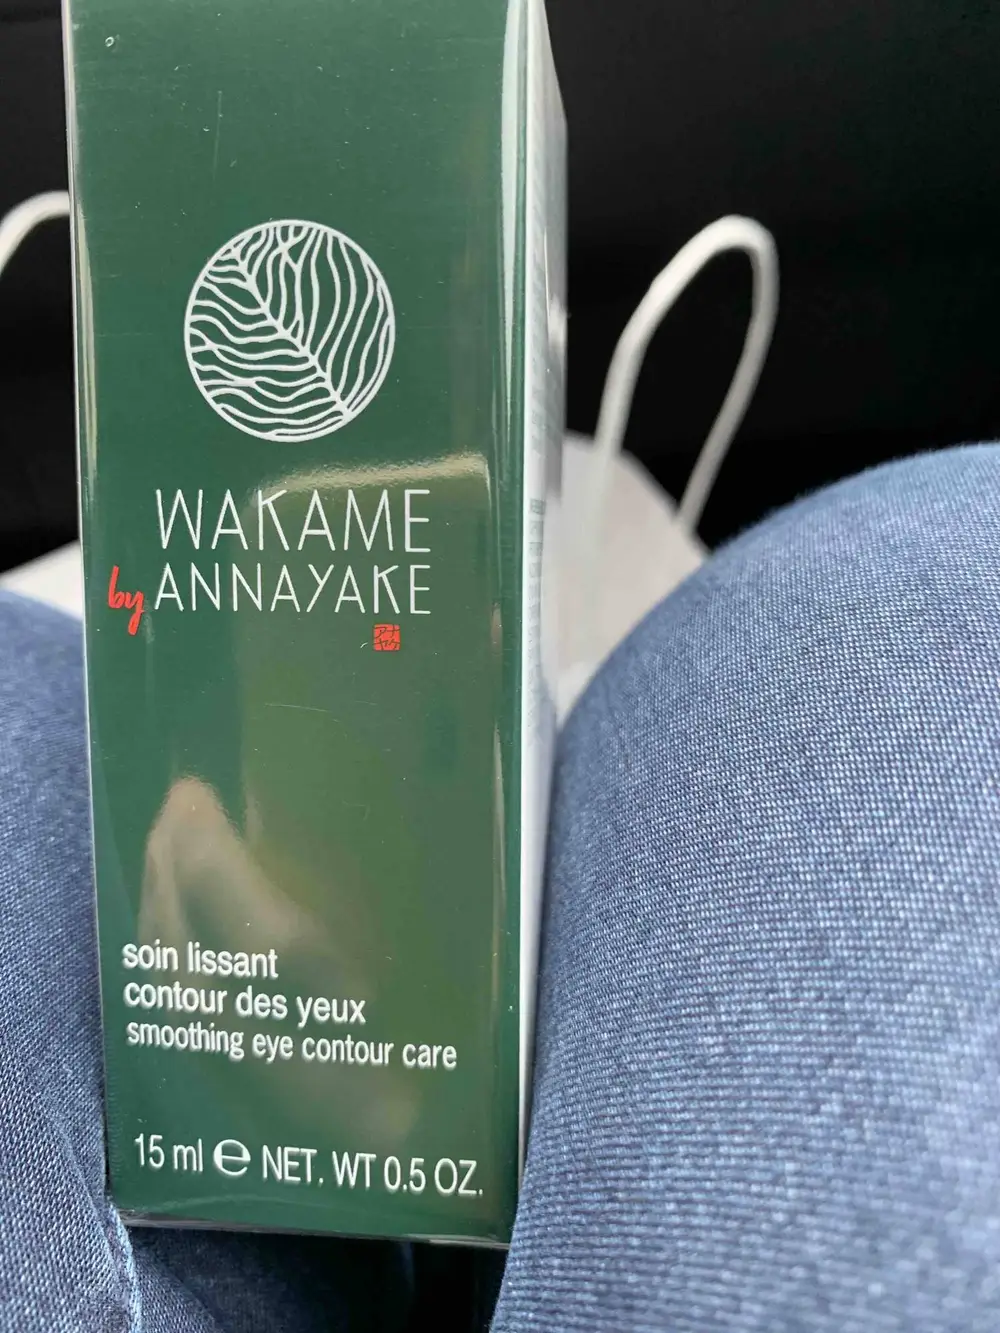 WAKAME
by ANNAYAKE
soin lissant
contour des yeux
smoothing eye contour care
15 ml ℮ NET. WT 0.5 OZ.